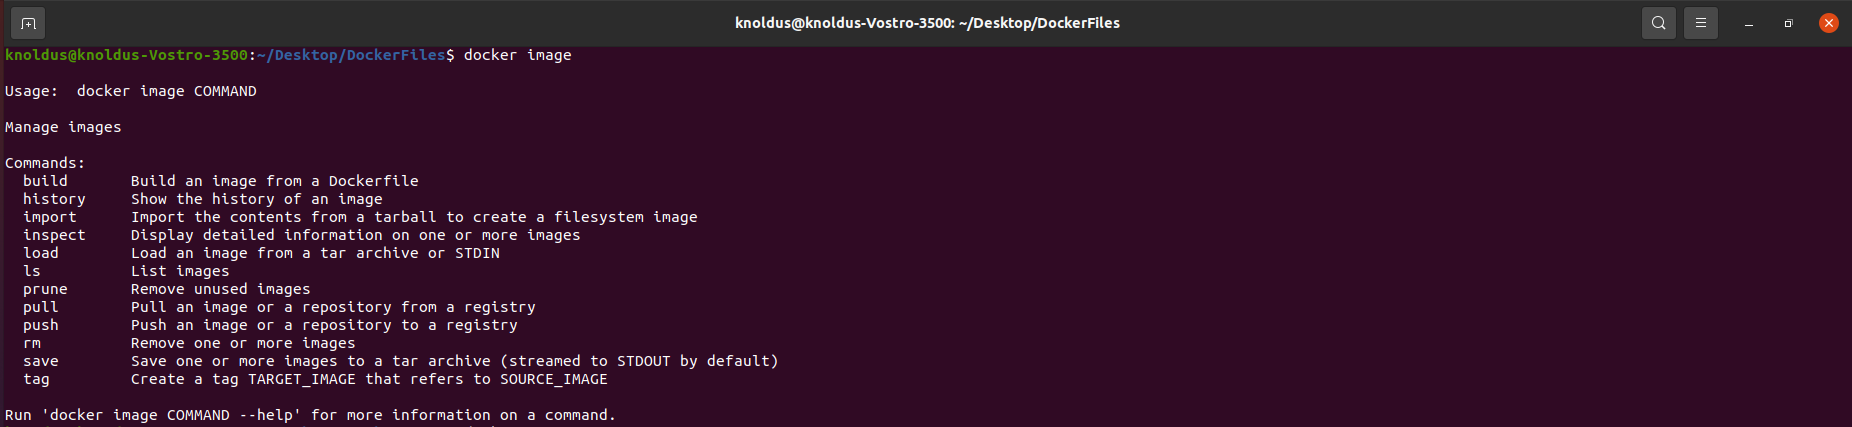 knoldus@knoldus-Vostro-3500: ~/Desktop/DockerFiles
knoldus@knoldus-Vostro-3500:~/Desktop/DockerFiles$ docker image
Usage:  docker image COMMAND
Manage images
Commands:
  build       Build an image from a Dockerfile
  history     Show the history of an image
  import      Import the contents from a tarball to create a filesystem image
  inspect     Display detailed information on one or more images
  load        Load an image from a tar archive or STDIN
  ls          List images
  prune       Remove unused images
  pull        Pull an image or a repository from a registry
  push        Push an image or a repository to a registry
  rm          Remove one or more images
  save        Save one or more images to a tar archive (streamed to STDOUT by default)
  tag         Create a tag TARGET_IMAGE that refers to SOURCE_IMAGE
Run 'docker image COMMAND --help' for more information on a command.